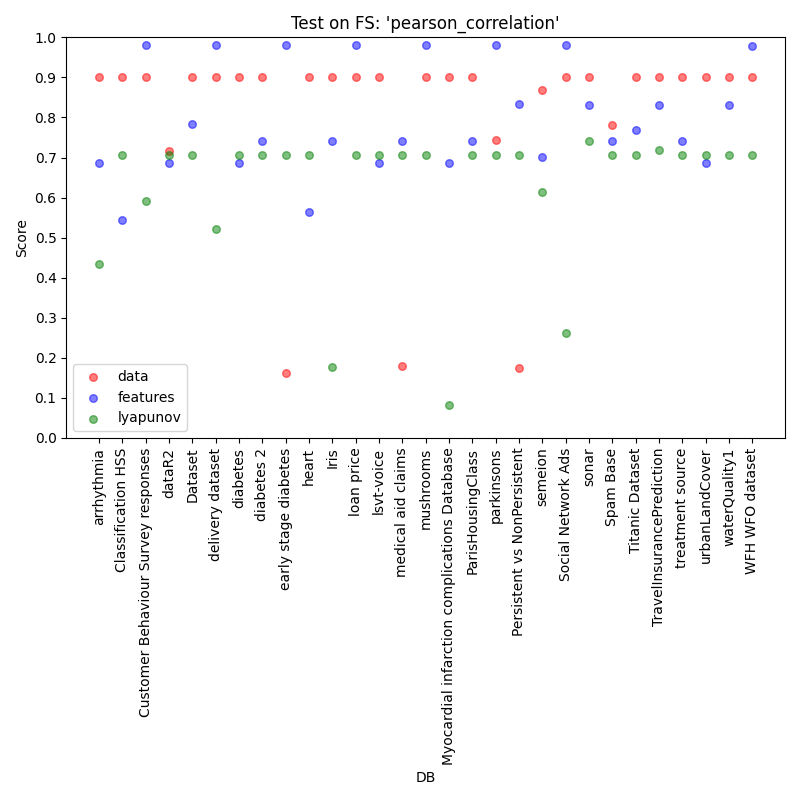 Test on FS: 'pearson_correlation'
Score
1.0
0.9
0.8
0.7
0.6
0.5
0.4
0.3
0.2
0.1
0.0
data
features
lyapunov
arrhythmia
Classification HSS
Customer Behaviour Survey responses
dataR2
Dataset
delivery dataset
diabetes
diabetes 2
early stage diabetes
heart
Iris
loan price
lsvt-voice
medical aid claims
mushrooms
Myocardial infarction complications Database
ParisHousingClass
parkinsons
Persistent vs NonPersistent
semeion
Social Network Ads
sonar
Spam Base
Titanic Dataset
TravelInsurancePrediction
treatment source
urbanLandCover
waterQuality1
WFH WFO dataset
DB